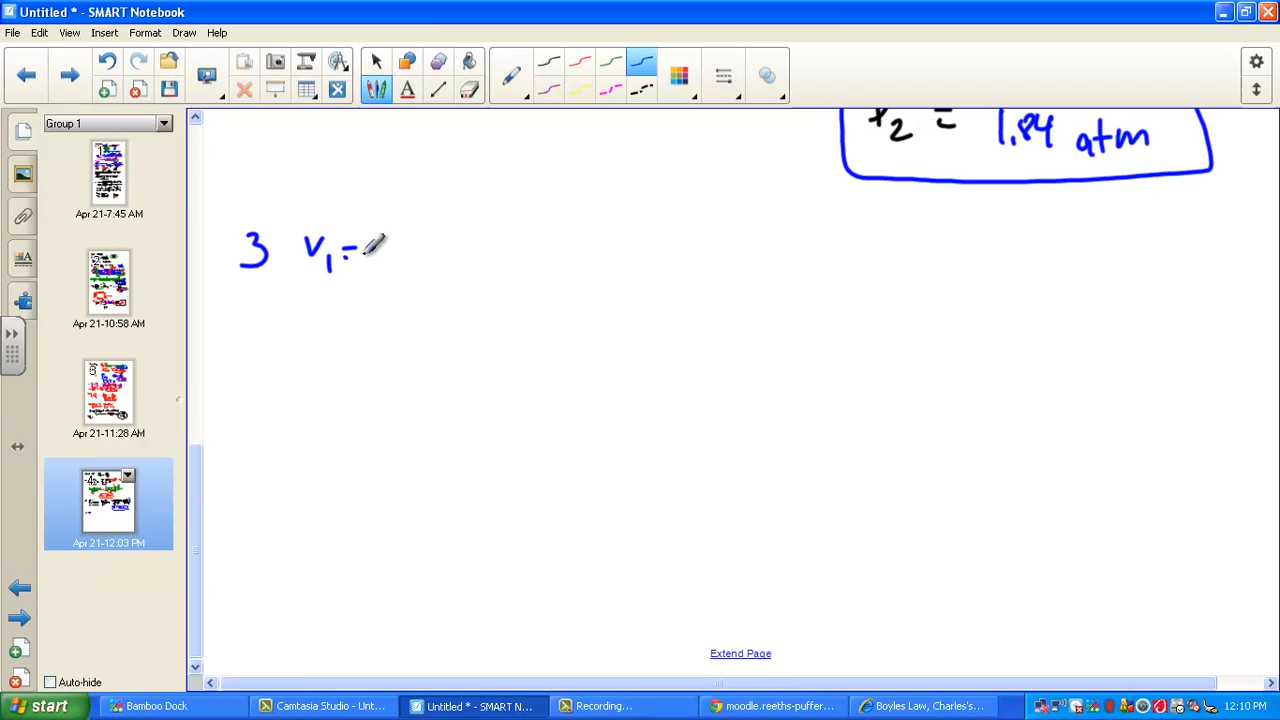 Untitled * - SMART Notebook
File Edit View Insert Format Draw Help
Group 1
Apr 21-7:45 AM
Apr 21-10:58 AM
Apr 21-11:28 AM
Apr 21-12:03 PM
Auto-hide
P2 = 1.84 atm
3 V1 =
Extend Page
start
Bamboo Dock
Camtasia Studio - Unt...
Untitled * - SMART N...
Recording...
moodle.reeths-puffer...
Boyles Law, Charles's...
12:10 PM